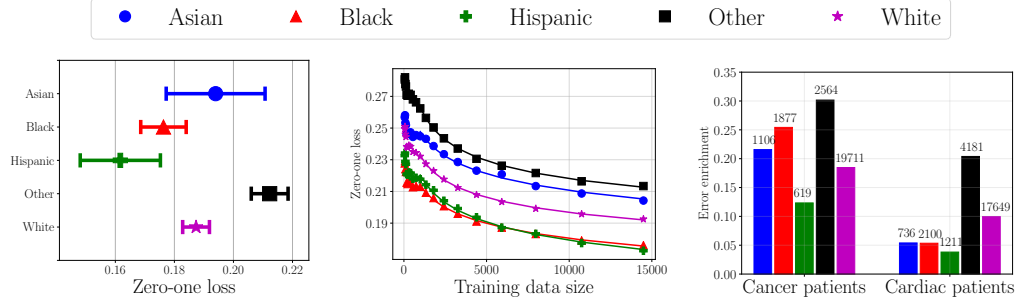 Asian Black Hispanic Other White
Asian
Black
Hispanic
Other
White
0.16 0.18 0.20 0.22
Zero-one loss
Zero-one loss
0.27
0.25
0.23
0.21
0.19
0 5000 10000 15000
Training data size
Error enrichment
0.35
0.30
0.25
0.20
0.15
0.10
0.05
0.00
1106 1877 619 2564 19711
736 2100 1211 4181 17649
Cancer patients Cardiac patients